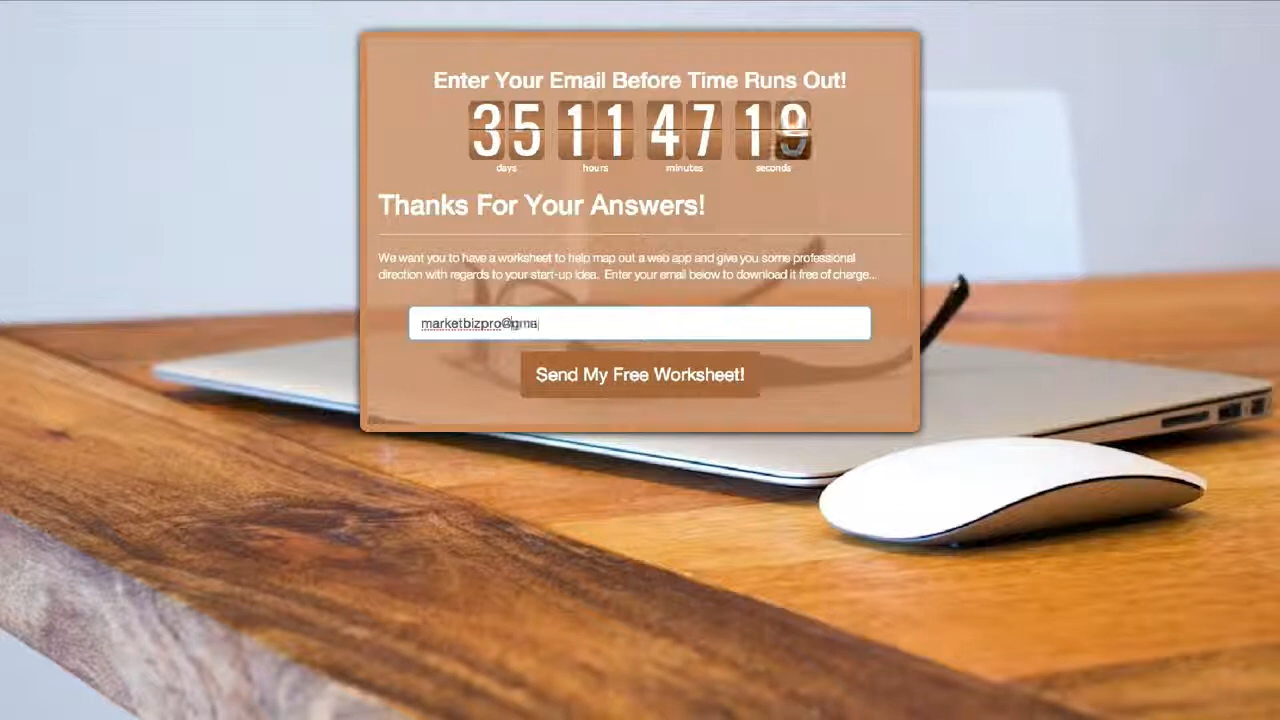 Enter Your Email Before Time Runs Out!
35 11 47 19
days hours minutes seconds
Thanks For Your Answers!
We want you to have a worksheet to help map out a web app and give you some professional
direction with regards to your start-up idea. Enter your email below to download it free of charge...
marketbizpro@gma
Send My Free Worksheet!